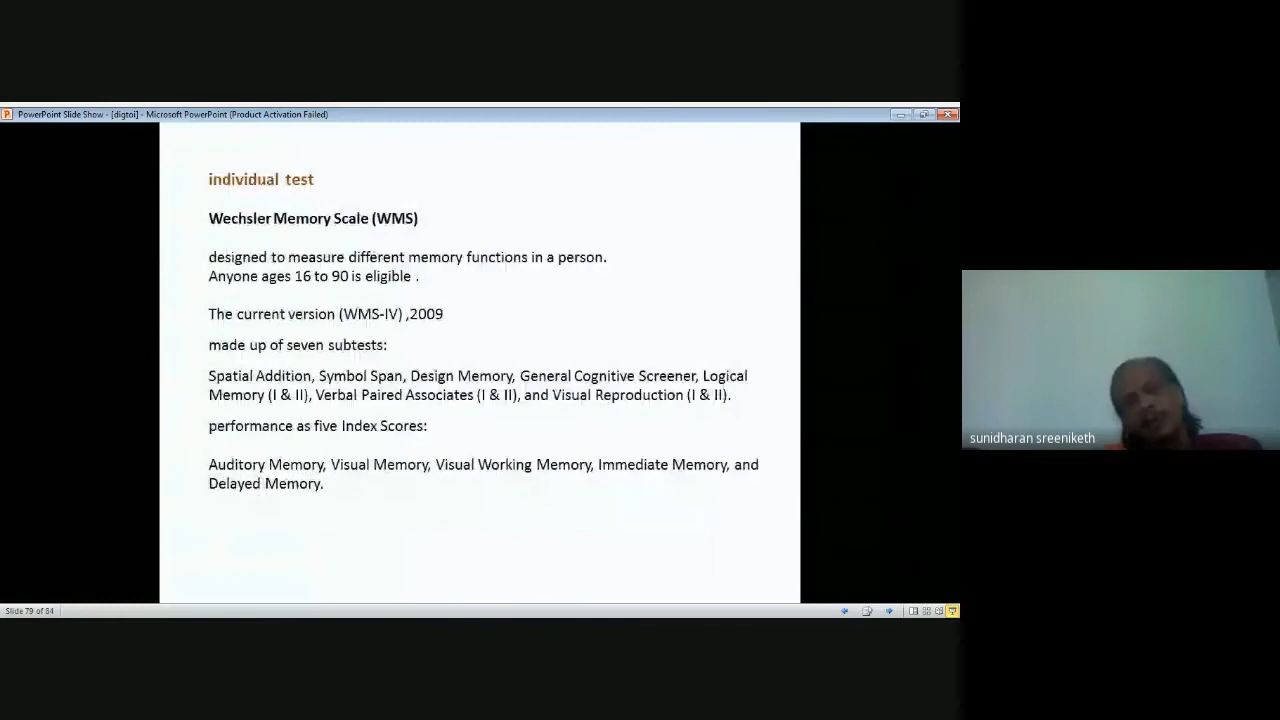 PowerPoint Slide Show - [digtoi] - Microsoft PowerPoint (Product Activation Failed)
individual test
Wechsler Memory Scale (WMS)
designed to measure different memory functions in a person.
Anyone ages 16 to 90 is eligible .
The current version (WMS-IV) ,2009
made up of seven subtests:
Spatial Addition, Symbol Span, Design Memory, General Cognitive Screener, Logical
Memory (I & II), Verbal Paired Associates (I & II), and Visual Reproduction (I & II).
performance as five Index Scores:
Auditory Memory, Visual Memory, Visual Working Memory, Immediate Memory, and
Delayed Memory.
sunidharan sreeniketh
Slide 79 of 84